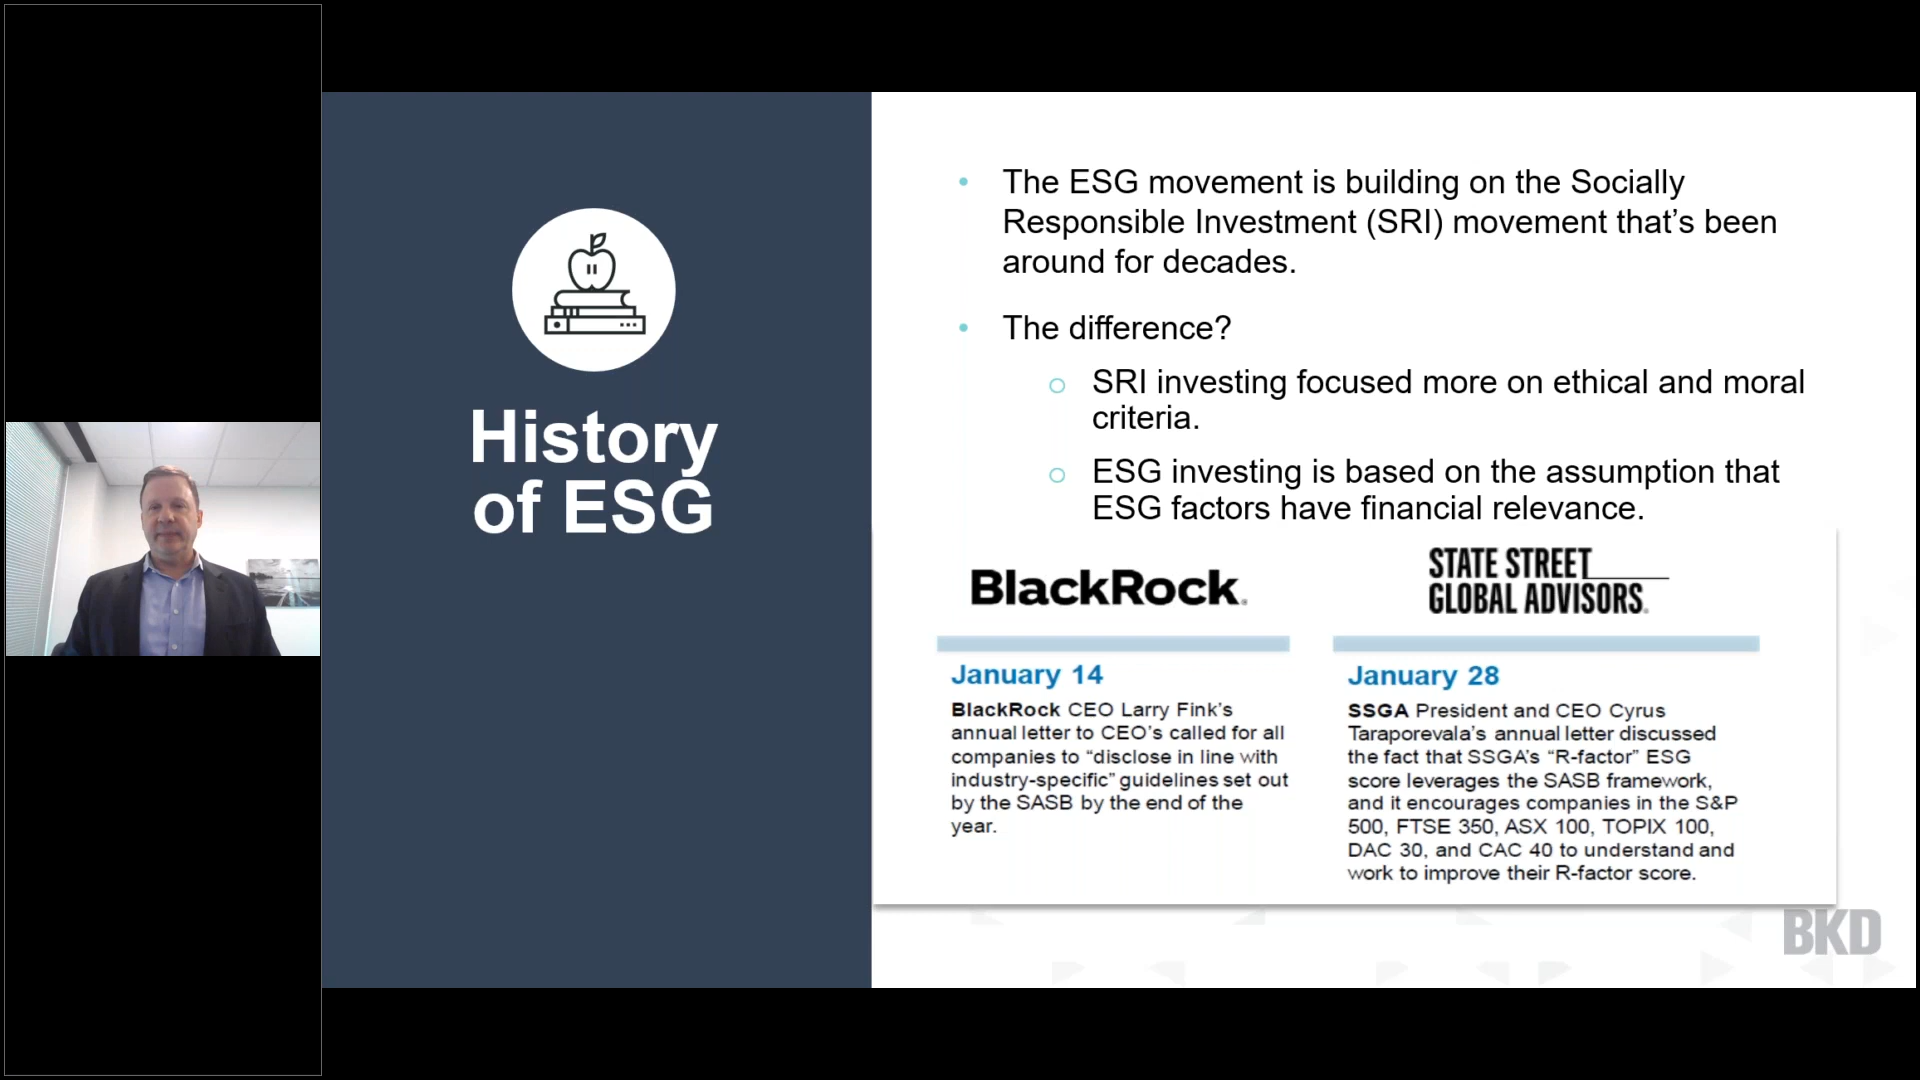 History
of ESG
• The ESG movement is building on the Socially
Responsible Investment (SRI) movement that’s been
around for decades.
• The difference?
o SRI investing focused more on ethical and moral
criteria.
o ESG investing is based on the assumption that
ESG factors have financial relevance.
BlackRock.
January 14
BlackRock CEO Larry Fink’s
annual letter to CEO’s called for all
companies to “disclose in line with
industry-specific” guidelines set out
by the SASB by the end of the
year.
STATE STREET
GLOBAL ADVISORS.
January 28
SSGA President and CEO Cyrus
Taraporevala’s annual letter discussed
the fact that SSGA’s “R-factor” ESG
score leverages the SASB framework,
and it encourages companies in the S&P
500, FTSE 350, ASX 100, TOPIX 100,
DAC 30, and CAC 40 to understand and
work to improve their R-factor score.
BKD